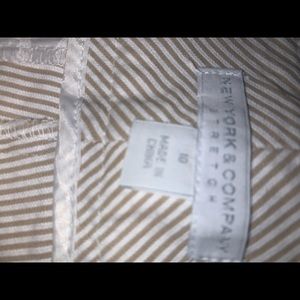 NEW YORK & COMPANY
STRETCH
10
MADE IN
CHINA